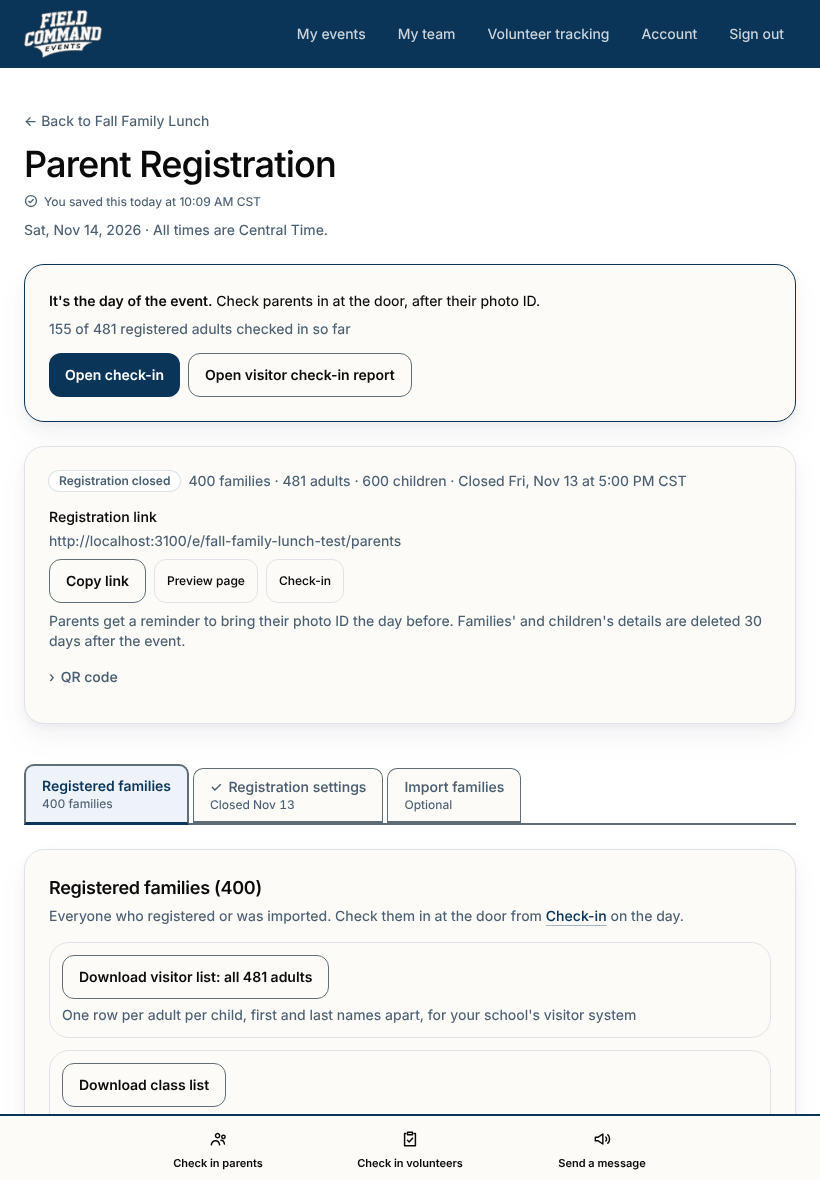 FIELD
COMMAND
EVENTS
My events
My team
Volunteer tracking
Account
Sign out
← Back to Fall Family Lunch
Parent Registration
You saved this today at 10:09 AM CST
Sat, Nov 14, 2026 · All times are Central Time.
It's the day of the event. Check parents in at the door, after their photo ID.
155 of 481 registered adults checked in so far
Open check-in
Open visitor check-in report
Registration closed
400 families · 481 adults · 600 children · Closed Fri, Nov 13 at 5:00 PM CST
Registration link
http://localhost:3100/e/fall-family-lunch-test/parents
Copy link
Preview page
Check-in
Parents get a reminder to bring their photo ID the day before. Families' and children's details are deleted 30
days after the event.
› QR code
Registered families
400 families
✓ Registration settings
Closed Nov 13
Import families
Optional
Registered families (400)
Everyone who registered or was imported. Check them in at the door from Check-in on the day.
Download visitor list: all 481 adults
One row per adult per child, first and last names apart, for your school's visitor system
Download class list
Check in parents
Check in volunteers
Send a message